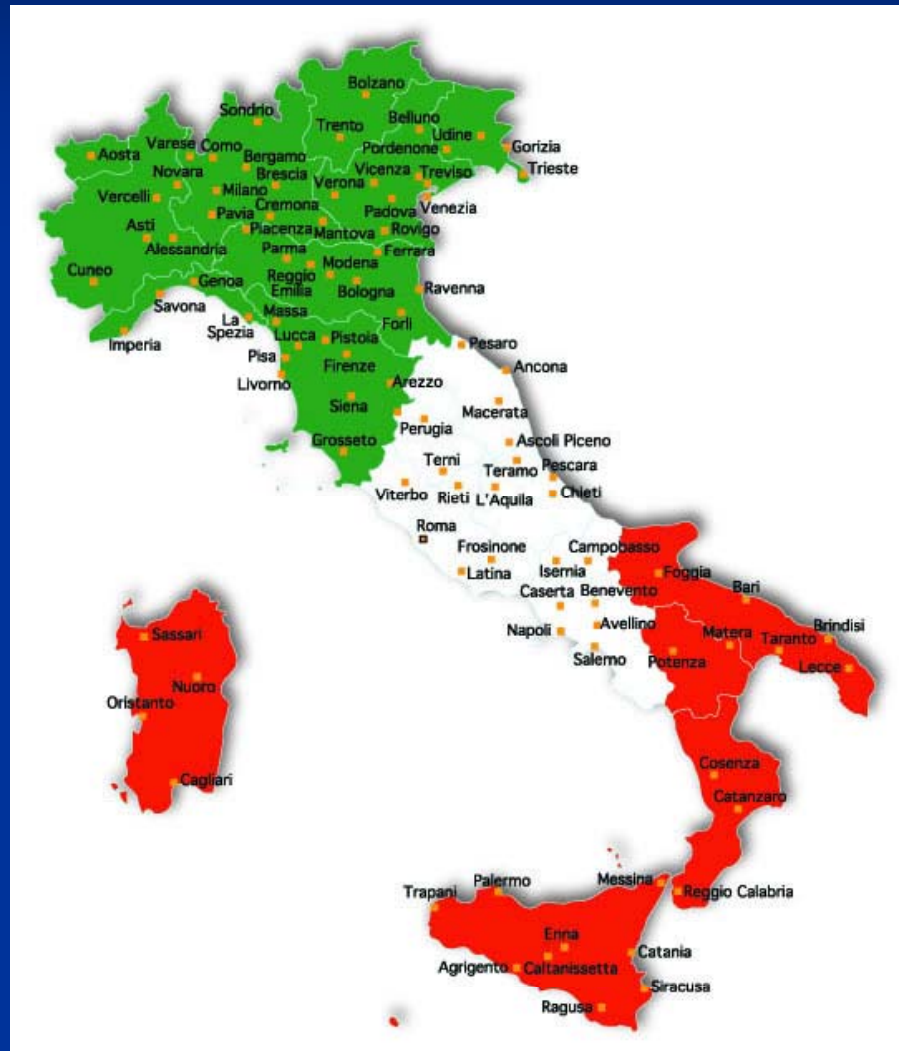 Bolzano
Sondrio
Trento
Belluno
Udine
Pordenone
Gorizia
Aosta
Varese
Como
Bergamo
Vicenza
Treviso
Trieste
Novara
Brescia
Verona
Vercelli
Milano
Cremona
Padova
Venezia
Pavia
Asti
Piacenza
Mantova
Rovigo
Alessandria
Parma
Ferrara
Cuneo
Genoa
Reggio
Emilia
Modena
Bologna
Ravenna
Savona
La
Spezia
Massa
Forli
Imperia
Lucca
Pistoia
Pesaro
Pisa
Firenze
Ancona
Livorno
Arezzo
Siena
Macerata
Perugia
Grosseto
Ascoli Piceno
Terni
Teramo
Pescara
Viterbo
Rieti
L'Aquila
Chieti
Roma
Frosinone
Campobasso
Latina
Isernia
Foggia
Caserta
Benevento
Bari
Napoli
Avellino
Matera
Brindisi
Taranto
Salerno
Potenza
Lecce
Sassari
Nuoro
Oristanto
Cagliari
Cosenza
Catanzaro
Trapani
Palermo
Messina
Reggio Calabria
Enna
Catania
Agrigento
Caltanissetta
Siracusa
Ragusa